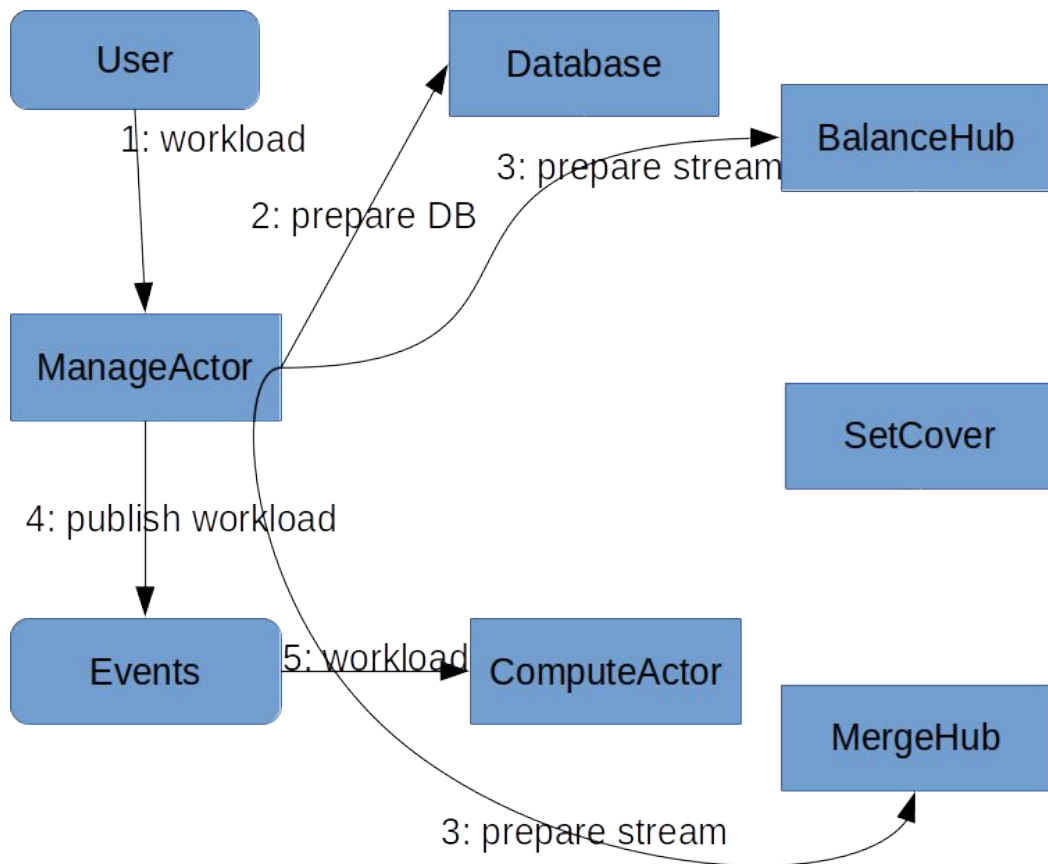 User
Database
BalanceHub
1: workload
3: prepare stream
2: prepare DB
ManageActor
SetCover
4: publish workload
Events
5: workload
ComputeActor
MergeHub
3: prepare stream